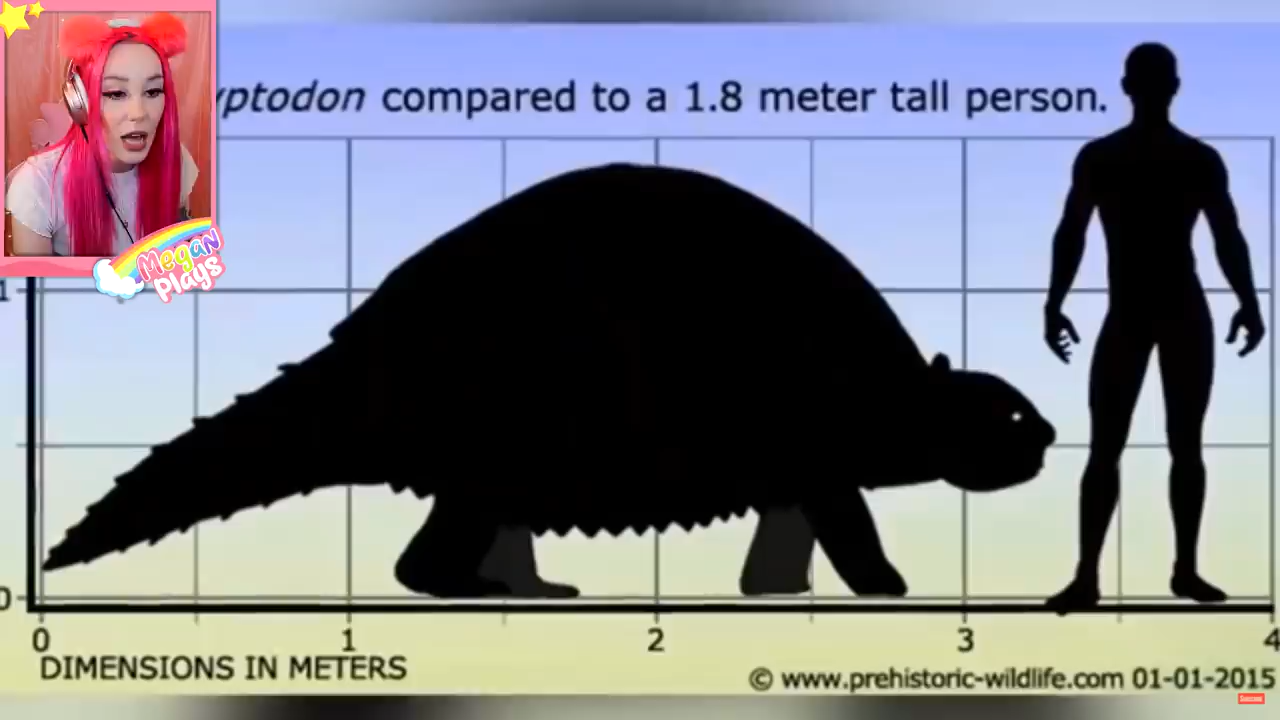 yptodon compared to a 1.8 meter tall person.
Megan
Plays
1
0
0 1 2 3 4
DIMENSIONS IN METERS
© www.prehistoric-wildlife.com 01-01-2015